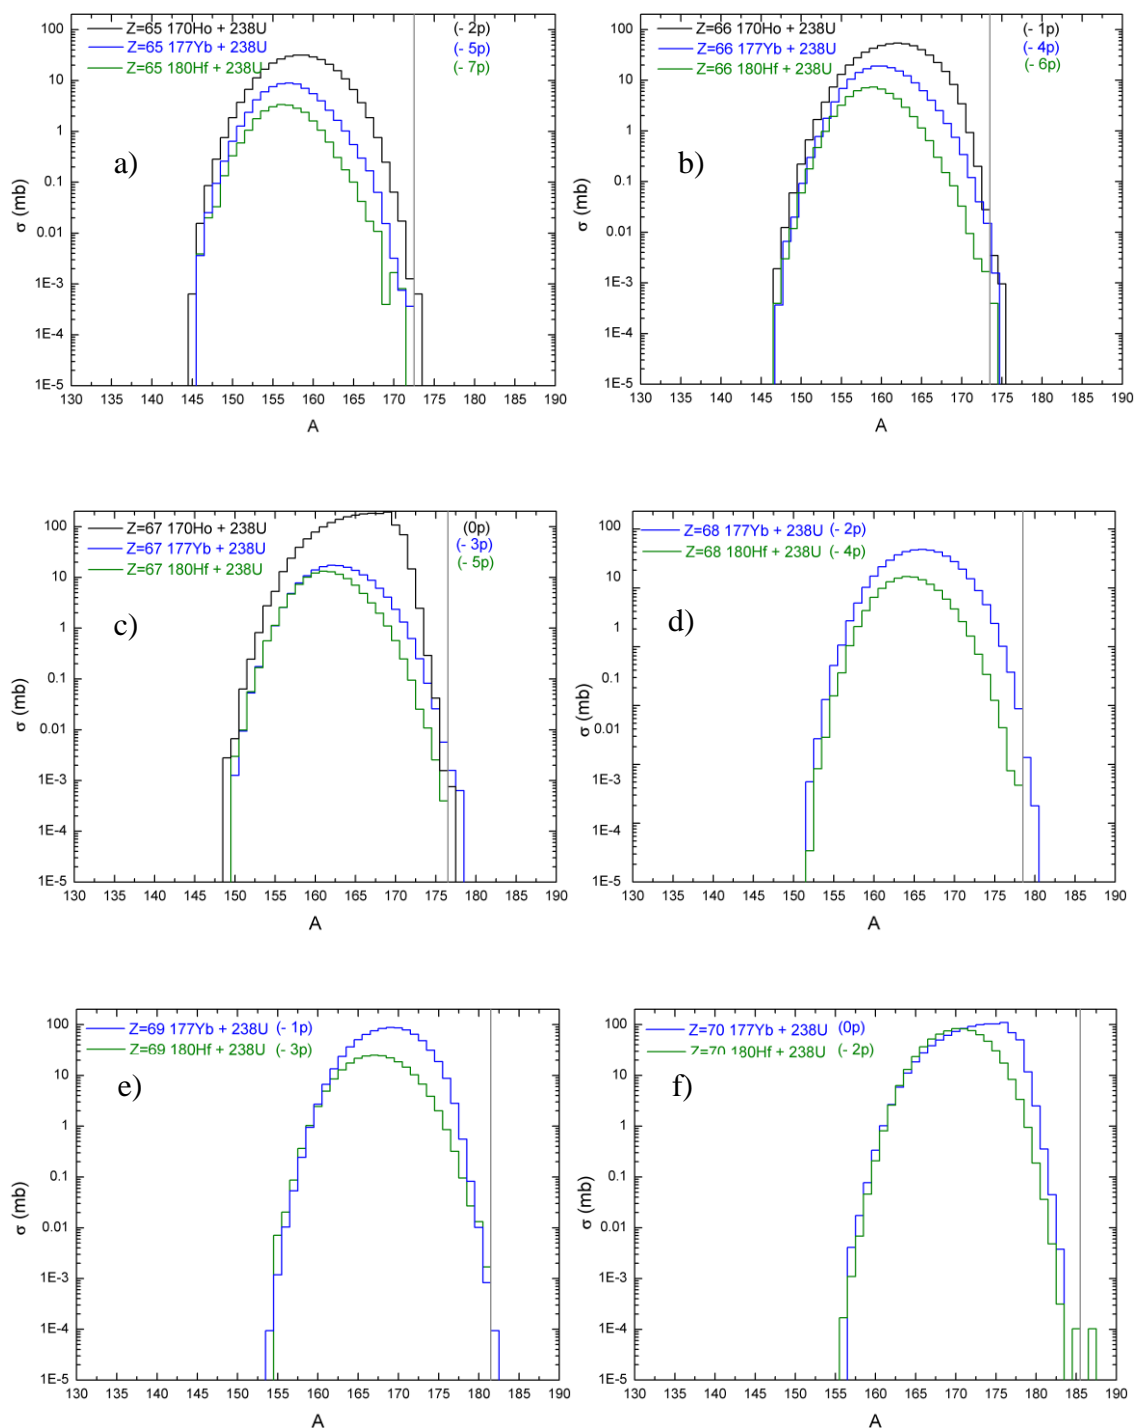 Z=65 170Ho + 238U (- 2p)
Z=65 177Yb + 238U (- 5p)
Z=65 180Hf + 238U (- 7p)
a)
100
10
1
0.1
0.01
1E-3
1E-4
1E-5
σ (mb)
130 135 140 145 150 155 160 165 170 175 180 185 190
A
Z=66 170Ho + 238U (- 1p)
Z=66 177Yb + 238U (- 4p)
Z=66 180Hf + 238U (- 6p)
b)
100
10
1
0.1
0.01
1E-3
1E-4
1E-5
σ (mb)
130 135 140 145 150 155 160 165 170 175 180 185 190
A
Z=67 170Ho + 238U (0p)
Z=67 177Yb + 238U (- 3p)
Z=67 180Hf + 238U (- 5p)
c)
100
10
1
0.1
0.01
1E-3
1E-4
1E-5
σ (mb)
130 135 140 145 150 155 160 165 170 175 180 185 190
A
Z=68 177Yb + 238U (- 2p)
Z=68 180Hf + 238U (- 4p)
d)
100
10
1
0.1
0.01
1E-3
1E-4
1E-5
σ (mb)
130 135 140 145 150 155 160 165 170 175 180 185 190
A
Z=69 177Yb + 238U (- 1p)
Z=69 180Hf + 238U (- 3p)
e)
100
10
1
0.1
0.01
1E-3
1E-4
1E-5
σ (mb)
130 135 140 145 150 155 160 165 170 175 180 185 190
A
Z=70 177Yb + 238U (0p)
Z=70 180Hf + 238U (- 2p)
f)
100
10
1
0.1
0.01
1E-3
1E-4
1E-5
σ (mb)
130 135 140 145 150 155 160 165 170 175 180 185 190
A